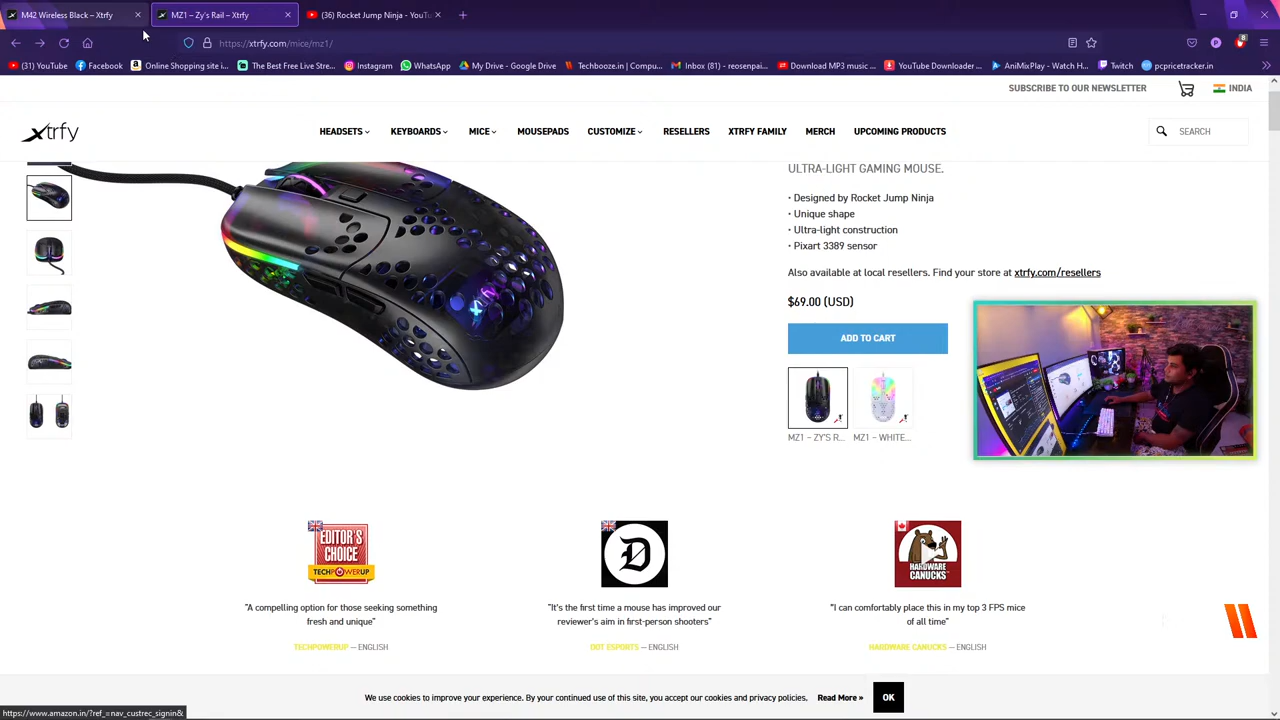 M42 Wireless Black – Xtrfy
MZ1 – Zy's Rail – Xtrfy
(36) Rocket Jump Ninja - YouTu
https://xtrfy.com/mice/mz1/
(31) YouTube
Facebook
Online Shopping site i...
The Best Free Live Stre...
Instagram
WhatsApp
My Drive - Google Drive
Techbooze.in | Compu...
Inbox (81) - reosenpai...
Download MP3 music ...
YouTube Downloader ...
AniMixPlay - Watch H...
Twitch
pcpricetracker.in
SUBSCRIBE TO OUR NEWSLETTER
INDIA
xtrfy
HEADSETS
KEYBOARDS
MICE
MOUSEPADS
CUSTOMIZE
RESELLERS
XTRFY FAMILY
MERCH
UPCOMING PRODUCTS
SEARCH
ULTRA-LIGHT GAMING MOUSE.
• Designed by Rocket Jump Ninja
• Unique shape
• Ultra-light construction
• Pixart 3389 sensor
Also available at local resellers. Find your store at xtrfy.com/resellers
$69.00 (USD)
ADD TO CART
MZ1 – ZY'S R...
MZ1 – WHITE...
EDITOR'S
CHOICE
TECHPOWERUP
D
HARDWARE
CANUCKS
"A compelling option for those seeking something
fresh and unique"
TECHPOWERUP — ENGLISH
"It's the first time a mouse has improved our
reviewer's aim in first-person shooters"
DOT ESPORTS — ENGLISH
"I can comfortably place this in my top 3 FPS mice
of all time"
HARDWARE CANUCKS — ENGLISH
We use cookies to improve your experience. By your continued use of this site, you accept our cookies and privacy policies.
Read More »
OK
https://www.amazon.in/?ref_=nav_custrec_signin&